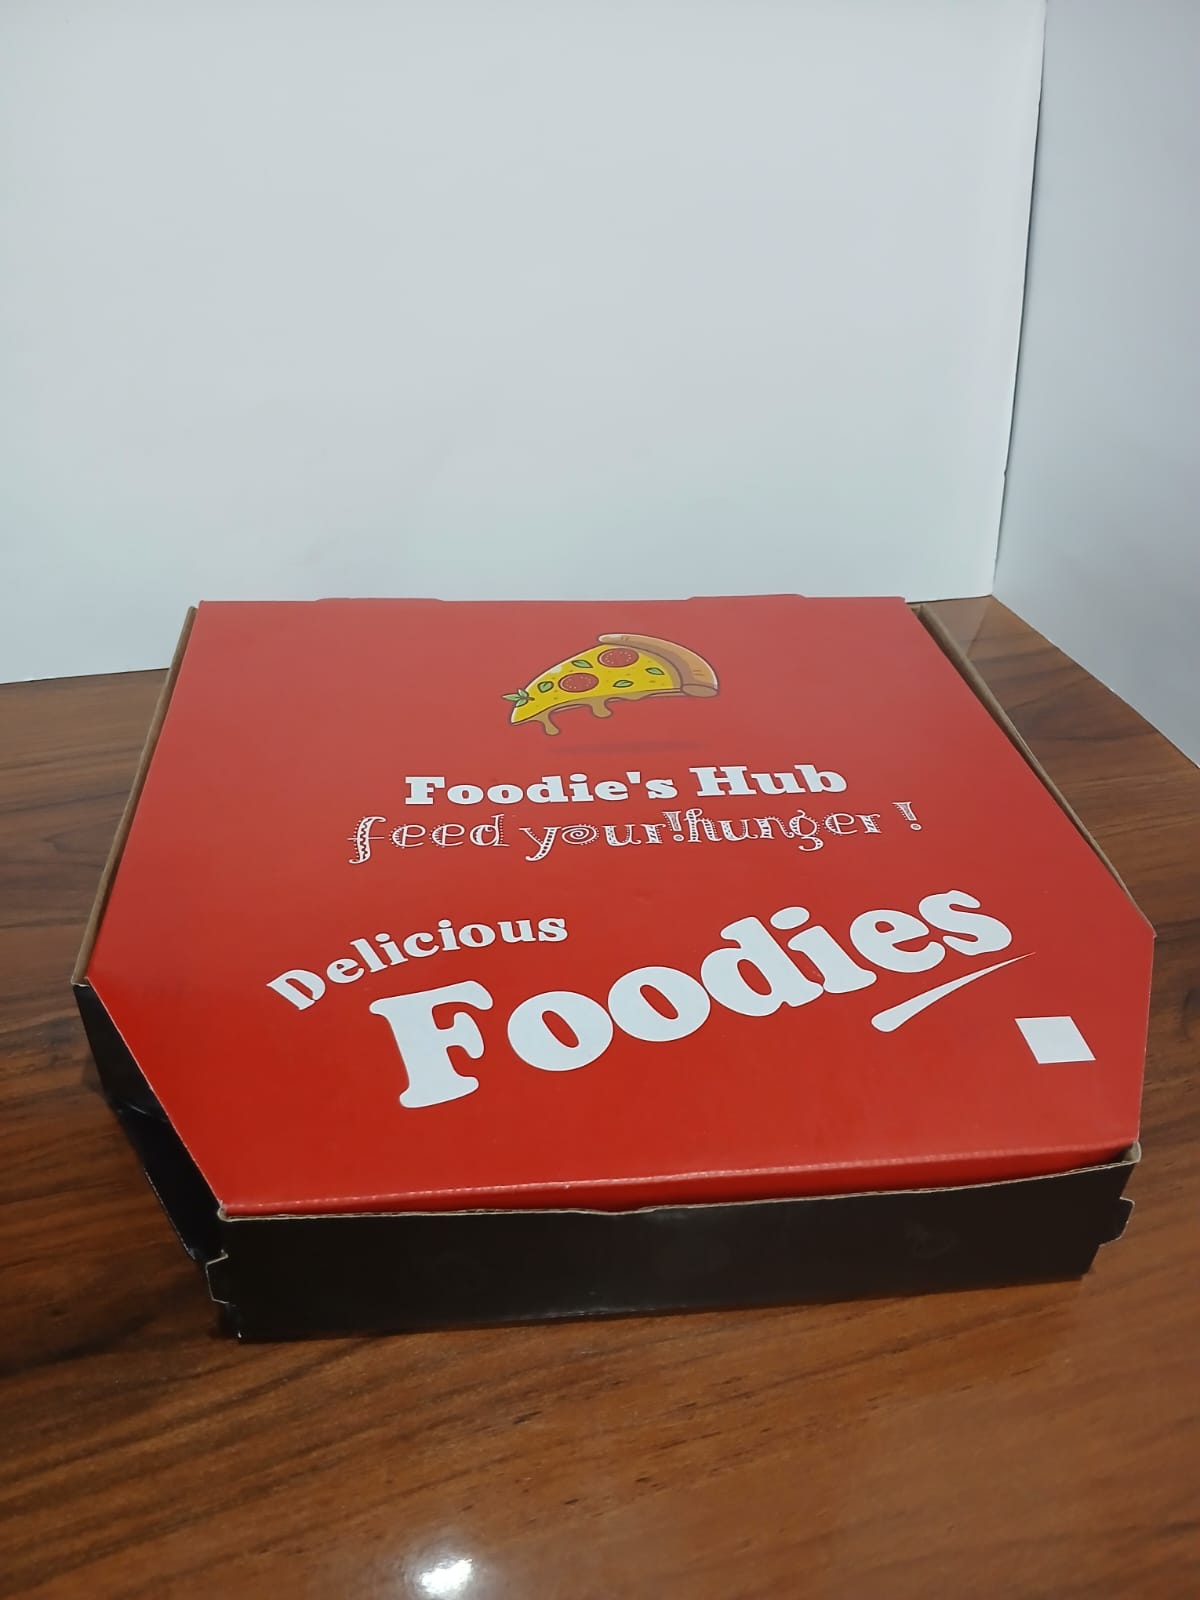 Foodie's Hub
feed your!hunger !
Delicious
Foodies